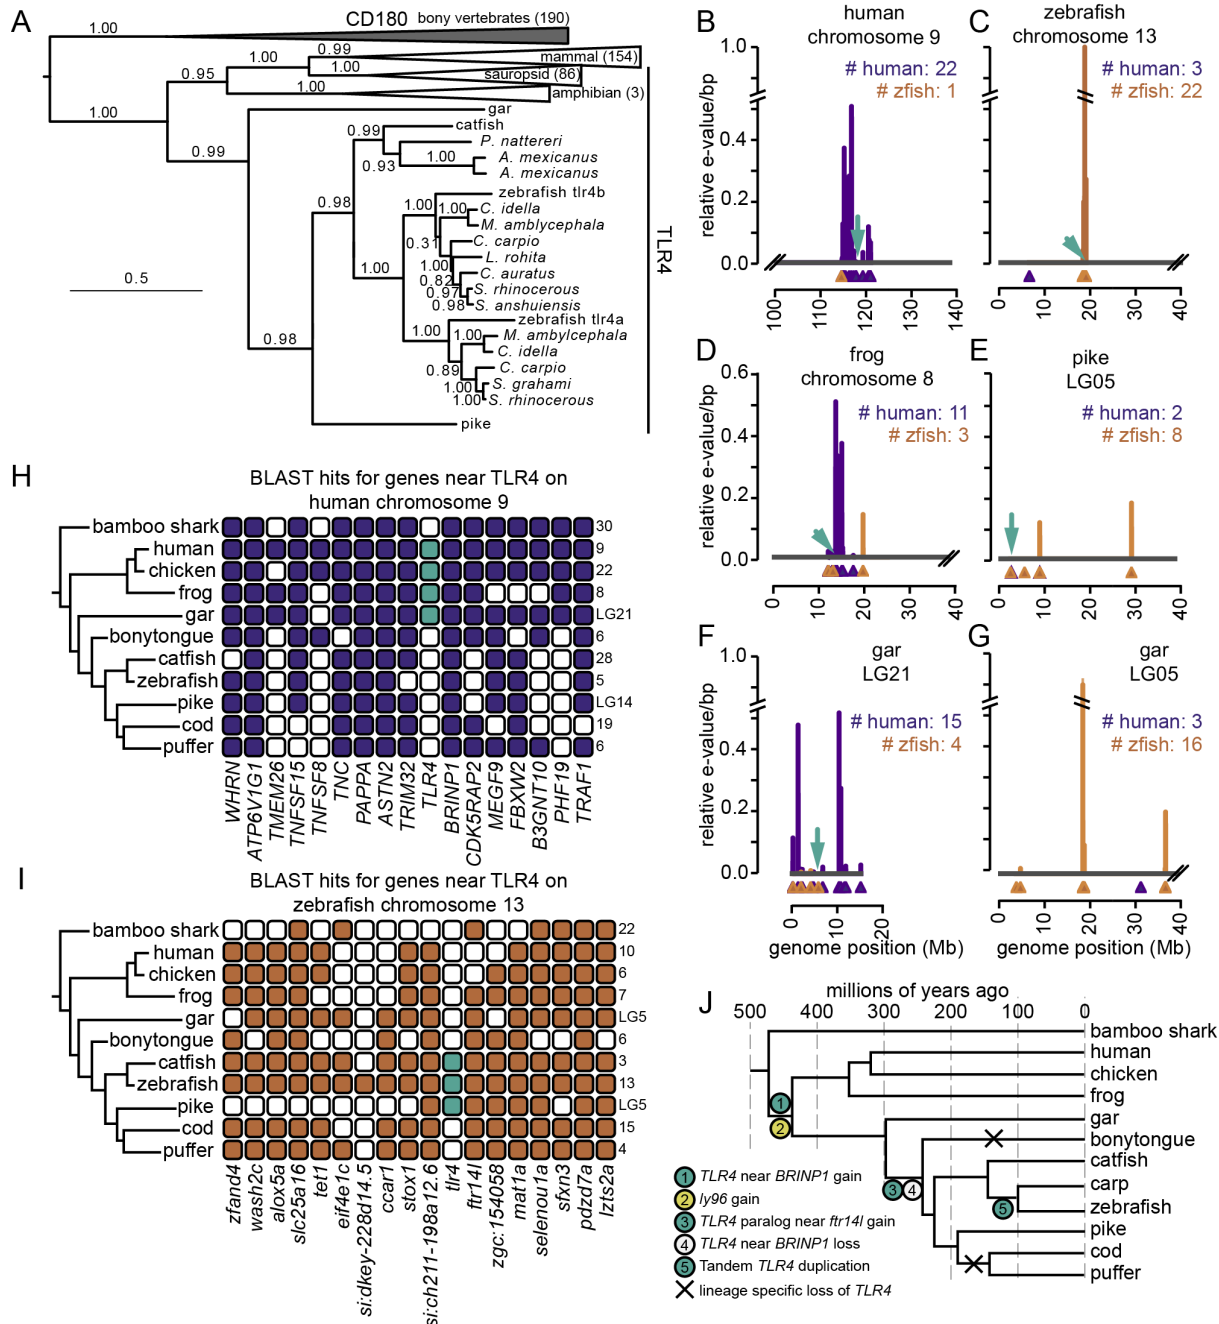 A
CD180 bony vertebrates (190)
1.00
0.99
1.00
mammal (154)
1.00
0.95
sauropsid (86)
1.00
amphibian (3)
1.00
gar
catfish
0.99
P. nattereri
0.99
1.00
A. mexicanus
0.93
A. mexicanus
zebrafish tlr4b
0.98
1.00
1.00
C. idella
M. amblycephala
0.31
C. carpio
L. rohita
1.00
1.00
C. auratus
0.82
0.5
0.97
S. rhinocerous
0.98
S. anshuiensis
zebrafish tlr4a
1.00
1.00
M. ambylcephala
0.98
C. idella
0.89
C. carpio
1.00
S. grahami
1.00
S. rhinocerous
pike
TLR4
B
human
chromosome 9
# human: 22
# zfish: 1
relative e-value/bp
1.0
0.4
0.2
0.0
100
110
120
130
140
C
zebrafish
chromosome 13
# human: 3
# zfish: 22
0
10
20
30
40
D
frog
chromosome 8
# human: 11
# zfish: 3
relative e-value/bp
0.6
0.4
0.2
0.0
0
10
20
30
40
E
pike
LG05
# human: 2
# zfish: 8
0
10
20
30
40
F
gar
LG21
# human: 15
# zfish: 4
relative e-value/bp
1.0
0.4
0.2
0.0
0
10
20
genome position (Mb)
G
gar
LG05
# human: 3
# zfish: 16
0
10
20
30
40
genome position (Mb)
H
BLAST hits for genes near TLR4 on
human chromosome 9
bamboo shark 30
human 9
chicken 22
frog 8
gar LG21
bonytongue 6
catfish 28
zebrafish 5
pike LG14
cod 19
puffer 6
WHRN
ATP6V1G1
TMEM26
TNFSF15
TNFSF8
TNC
PAPPA
ASTN2
TRIM32
TLR4
BRINP1
CDK5RAP2
MEGF9
FBXW2
B3GNT10
PHF19
TRAF1
I
BLAST hits for genes near TLR4 on
zebrafish chromosome 13
bamboo shark 22
human 10
chicken 6
frog 7
gar LG5
bonytongue 6
catfish 3
zebrafish 13
pike LG5
cod 15
puffer 4
zfand4
wash2c
alox5a
slc25a16
tet1
eif4e1c
si:dkey-228d14.5
ccar1
stox1
si:ch211-198a12.6
tlr4
ftr14l
zgc:154058
mat1a
selenou1a
sfxn3
pdzd7a
lzts2a
J
millions of years ago
500
400
300
200
100
0
bamboo shark
human
chicken
frog
gar
bonytongue
catfish
carp
zebrafish
pike
cod
puffer
1
2
3
4
5
1 TLR4 near BRINP1 gain
2 ly96 gain
3 TLR4 paralog near ftr14l gain
4 TLR4 near BRINP1 loss
5 Tandem TLR4 duplication
lineage specific loss of TLR4